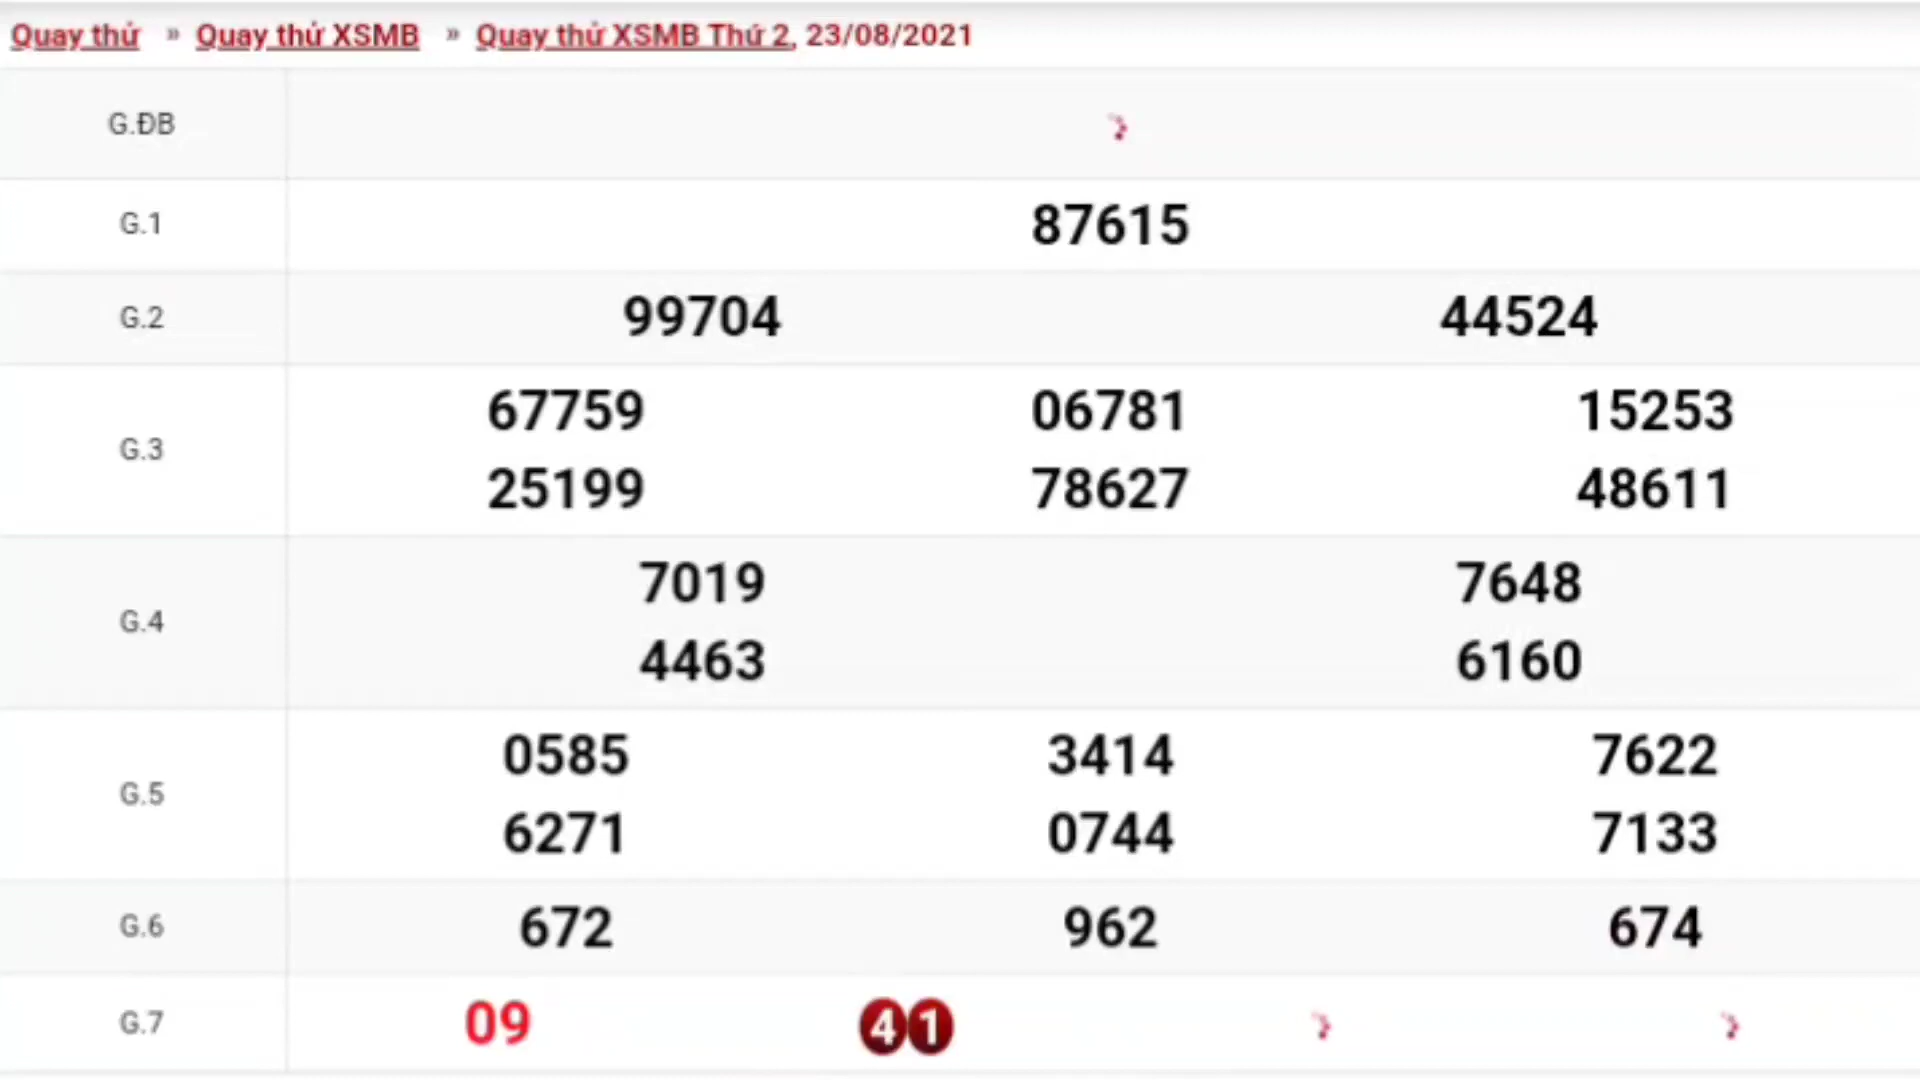 Quay thử » Quay thử XSMB » Quay thử XSMB Thứ 2, 23/08/2021
G.ĐB
G.1 87615
G.2 99704 44524
G.3 67759 06781 15253
25199 78627 48611
G.4 7019 7648
4463 6160
G.5 0585 3414 7622
6271 0744 7133
G.6 672 962 674
G.7 09 41